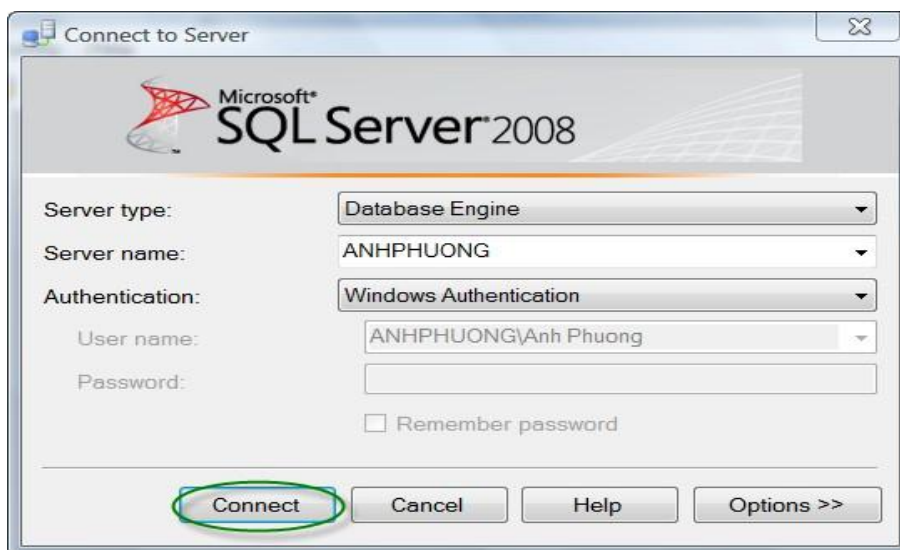 Connect to Server
Microsoft®
SQL Server® 2008
™
Server type: Database Engine
Server name: ANHPHUONG
Authentication: Windows Authentication
User name: ANHPHUONG\Anh Phuong
Password:
Remember password
Connect Cancel Help Options >>